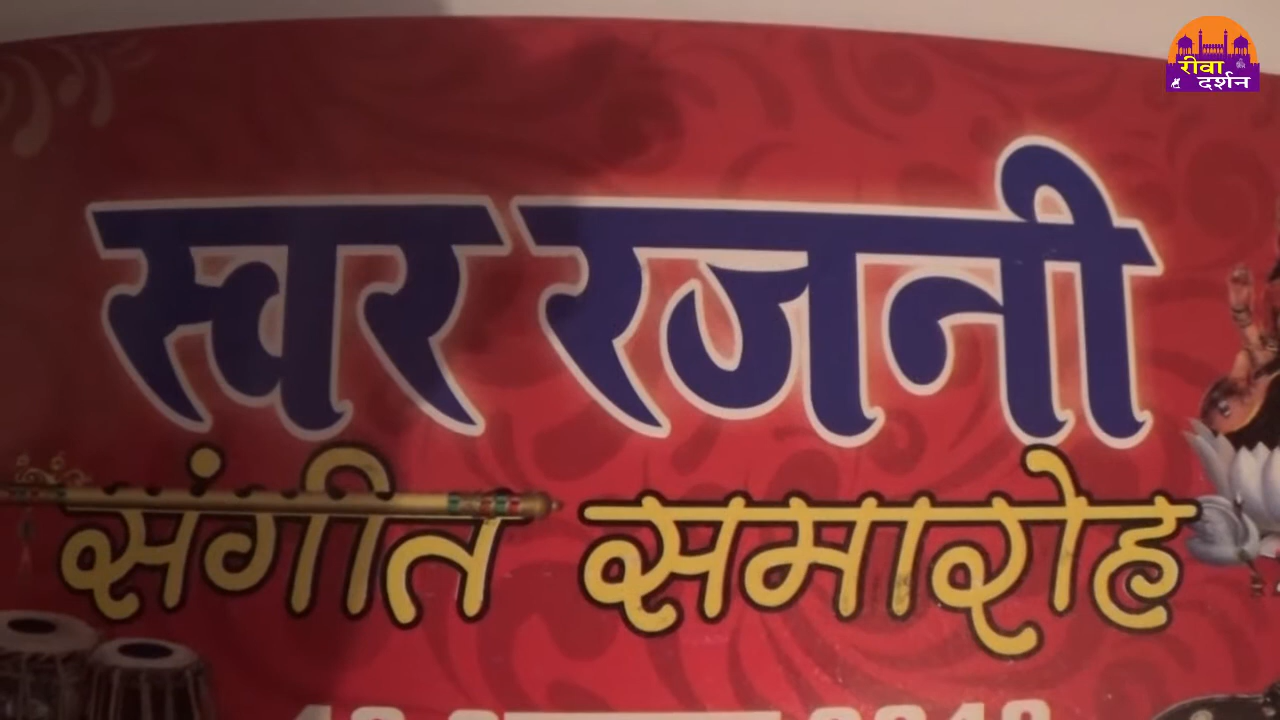 रीवा
दर्शन
स्वर रजनी
संगीत समारोह